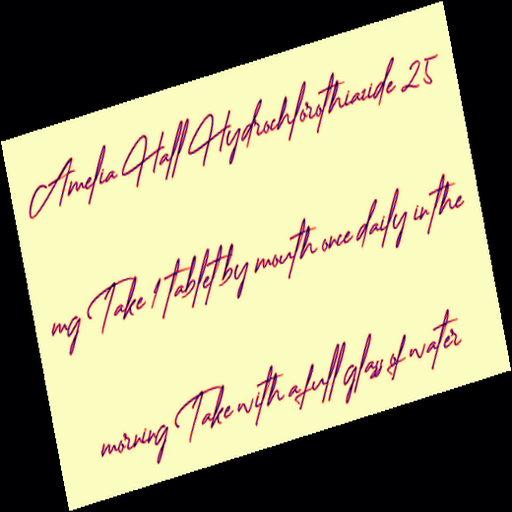 Amelia Hall Hydrochlorothiazide 25
mg Take 1 tablet by mouth once daily in the
morning Take with a full glass of water